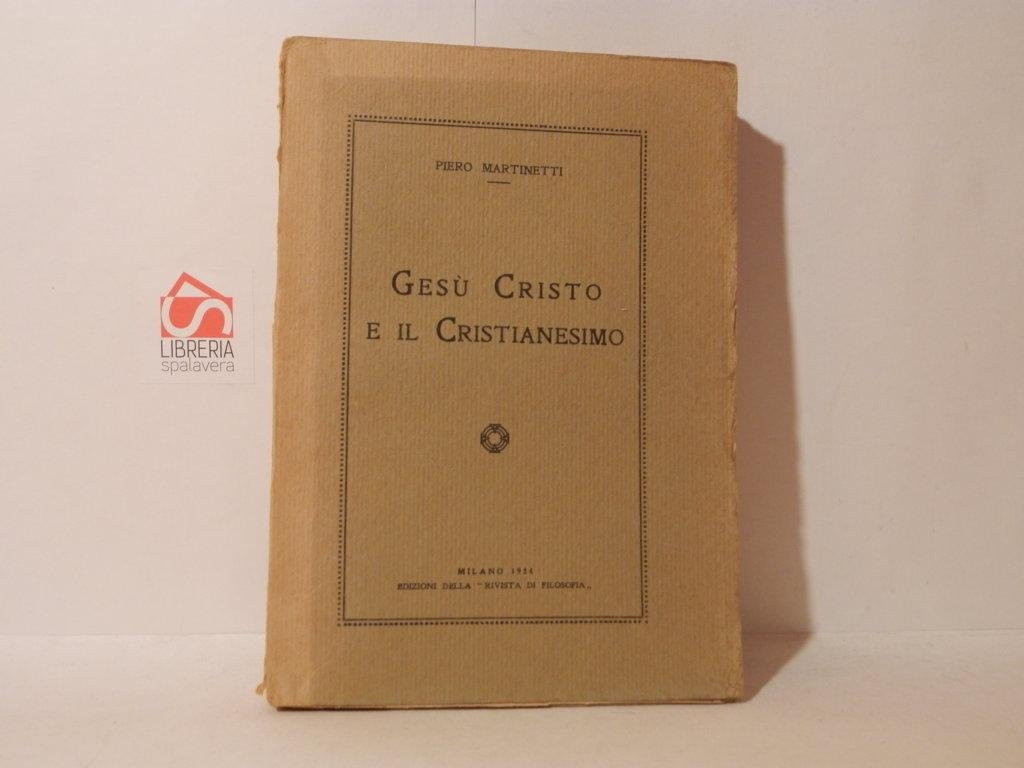 PIERO MARTINETTI
GESÙ CRISTO
E IL CRISTIANESIMO
MILANO 1934
EDIZIONI DELLA "RIVISTA DI FILOSOFIA„
LIBRERIA
spalavera